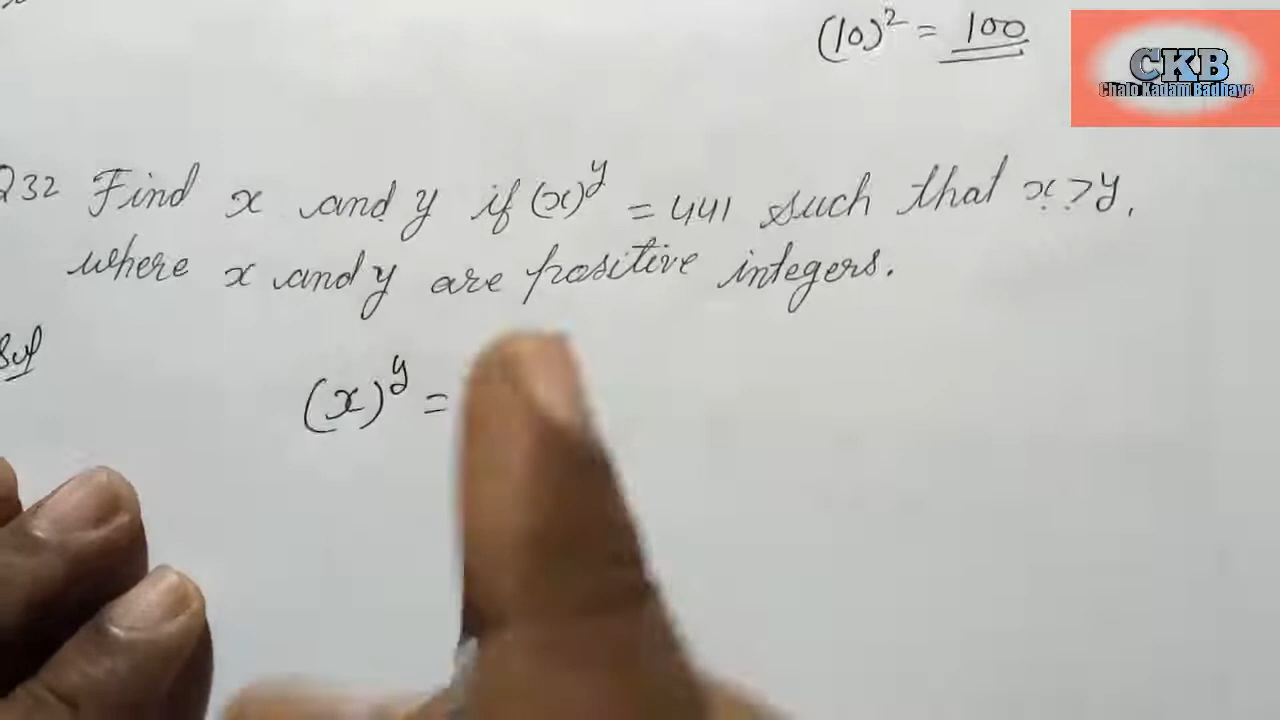 (10)² = 100
CKB
Chalo Kadam Badhaye
Q32 Find x and y if (x)^y = 441 such that x > y,
where x and y are positive integers.
Sol
(x)^y =